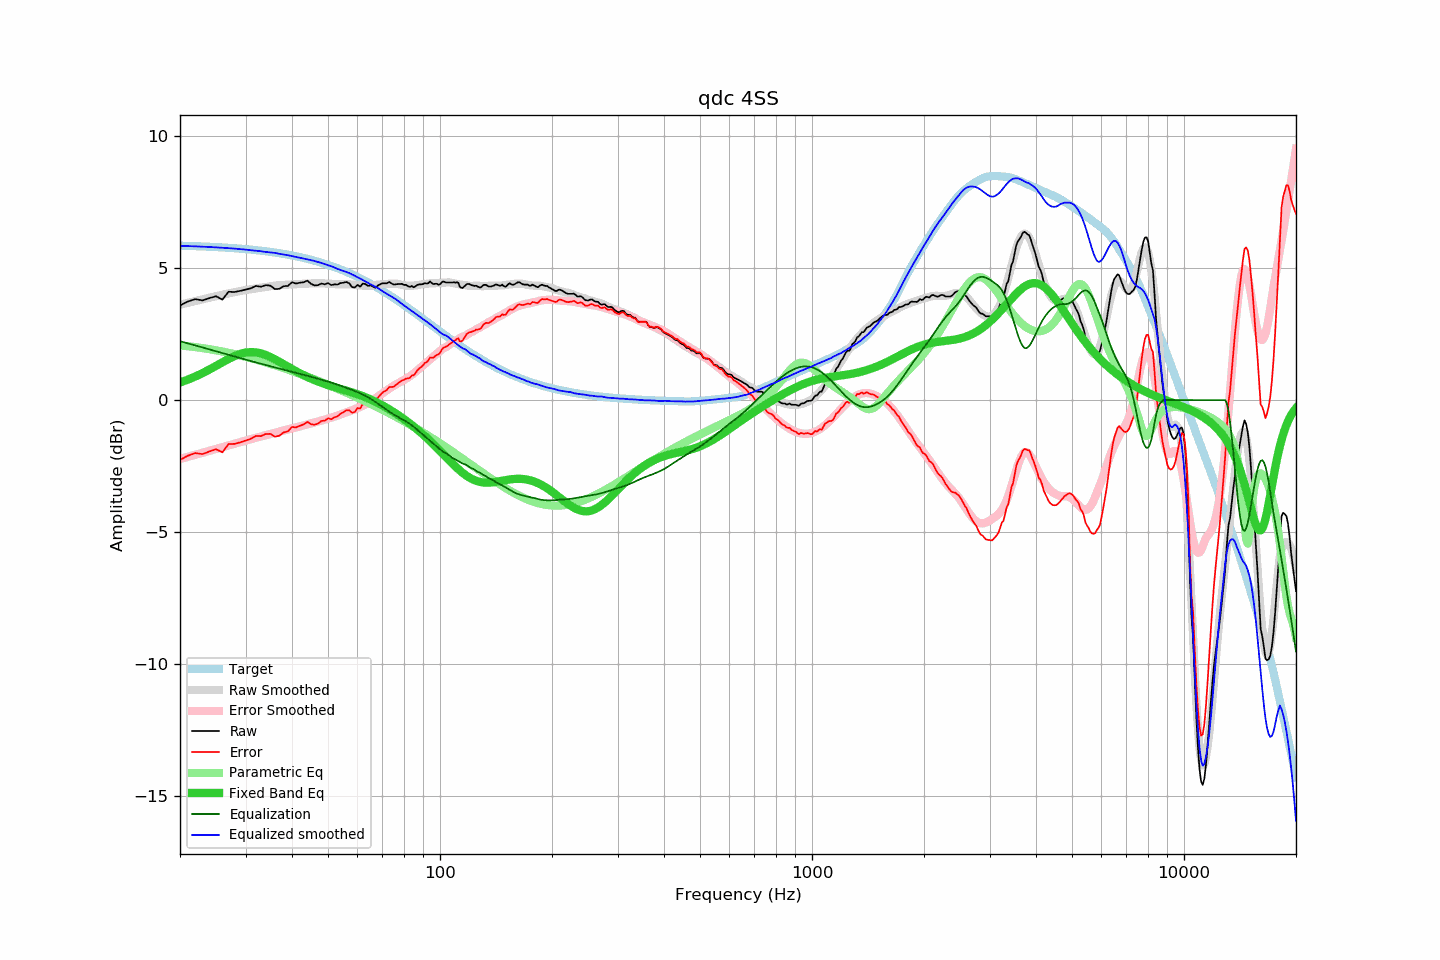 qdc 4SS
10
5
0
−5
−10
−15
Amplitude (dBr)
Target
Raw Smoothed
Error Smoothed
Raw
Error
Parametric Eq
Fixed Band Eq
Equalization
Equalized smoothed
100
1000
10000
Frequency (Hz)